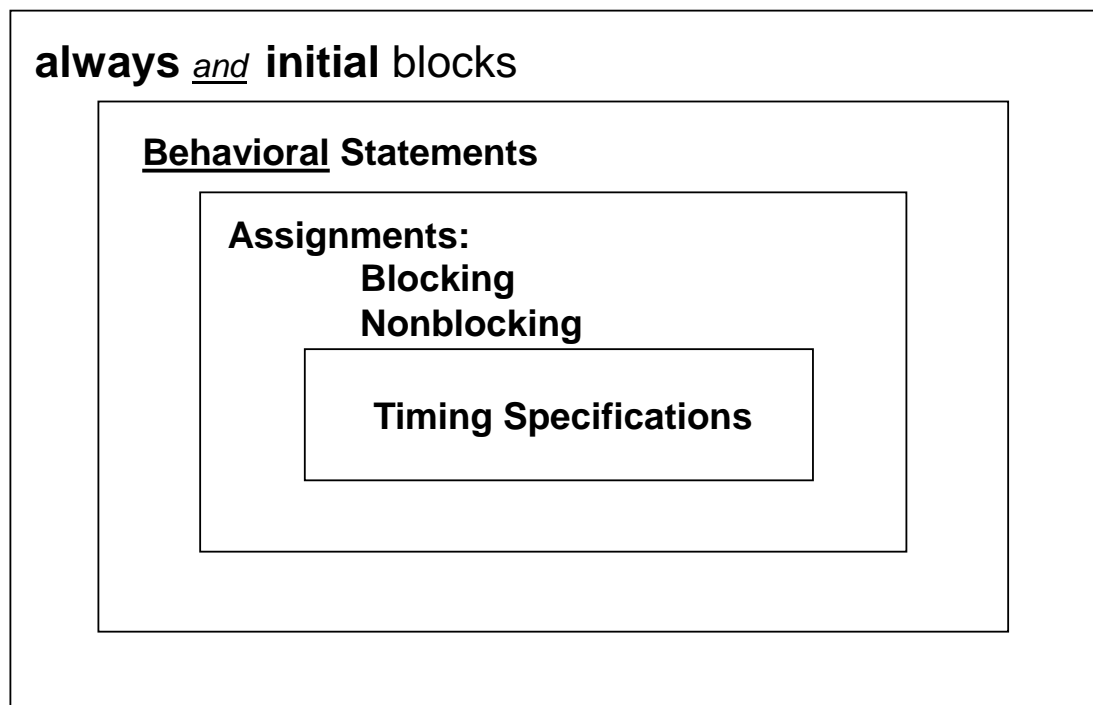 always and initial blocks
Behavioral Statements
Assignments:
Blocking
Nonblocking
Timing Specifications